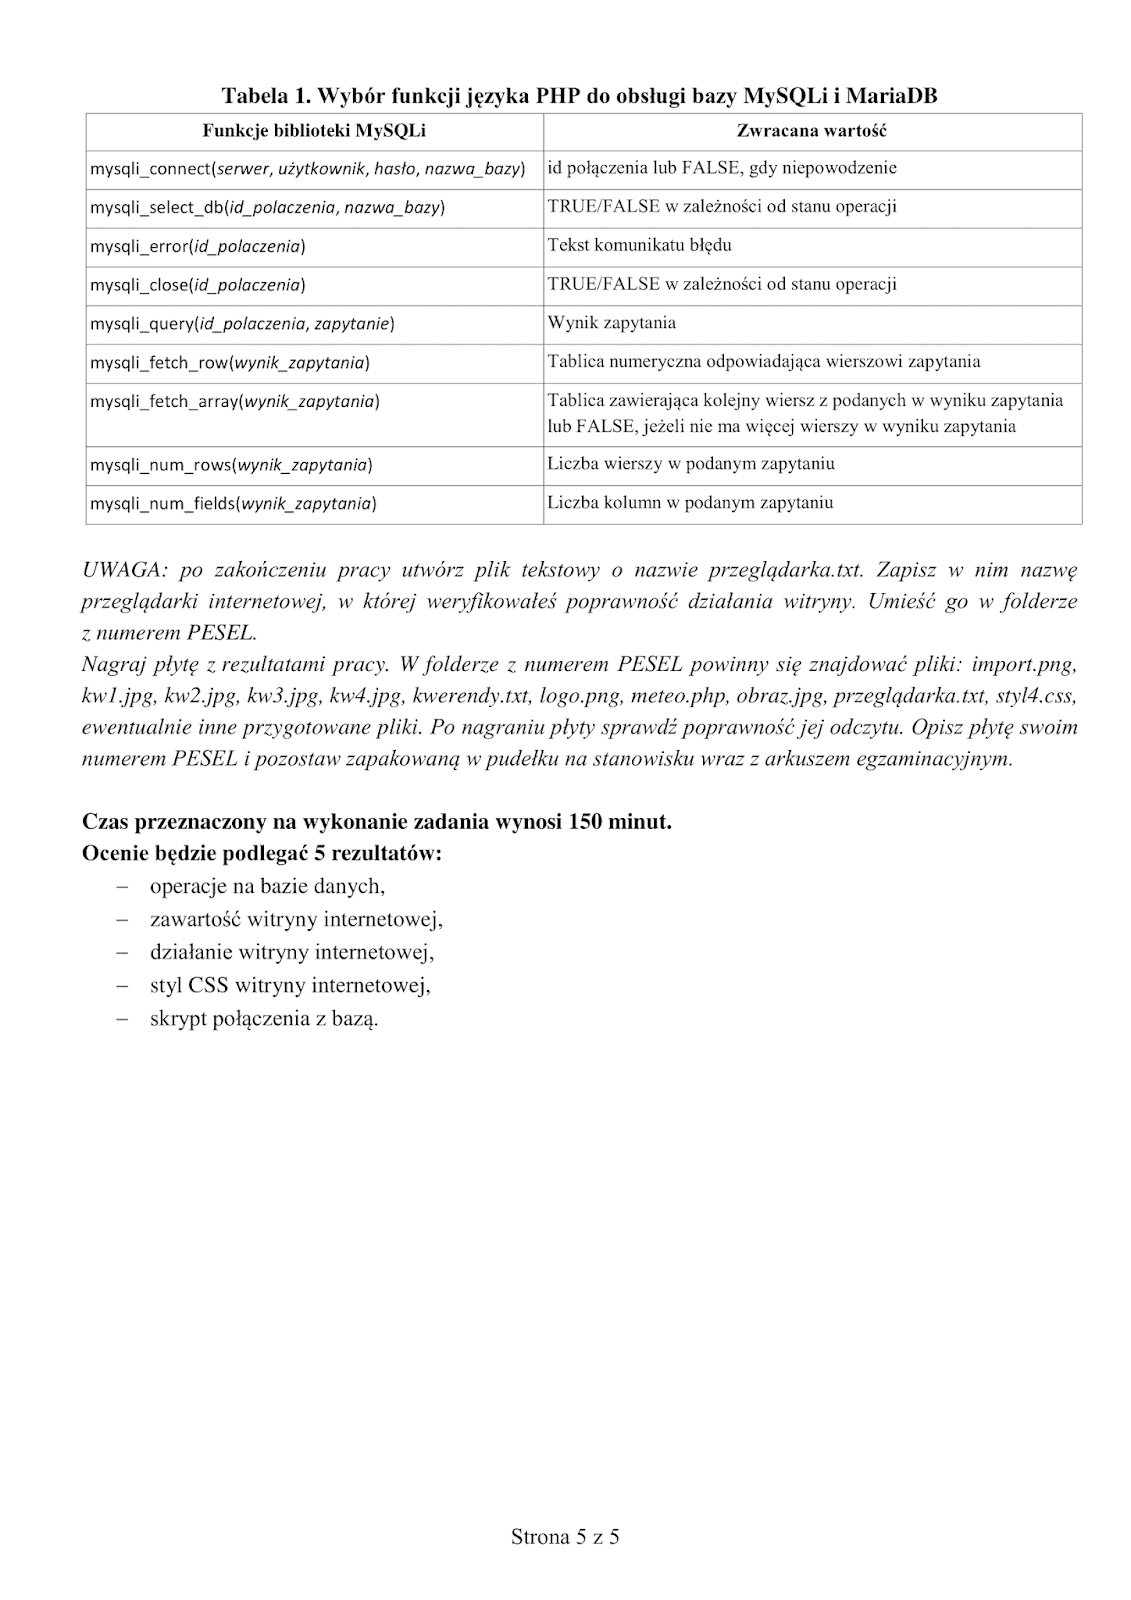 Tabela 1. Wybór funkcji języka PHP do obsługi bazy MySQLi i MariaDB
Funkcje biblioteki MySQLi Zwracana wartość
mysqli_connect(serwer, użytkownik, hasło, nazwa_bazy) id połączenia lub FALSE, gdy niepowodzenie
mysqli_select_db(id_polaczenia, nazwa_bazy) TRUE/FALSE w zależności od stanu operacji
mysqli_error(id_polaczenia) Tekst komunikatu błędu
mysqli_close(id_polaczenia) TRUE/FALSE w zależności od stanu operacji
mysqli_query(id_polaczenia, zapytanie) Wynik zapytania
mysqli_fetch_row(wynik_zapytania) Tablica numeryczna odpowiadająca wierszowi zapytania
mysqli_fetch_array(wynik_zapytania) Tablica zawierająca kolejny wiersz z podanych w wyniku zapytania
lub FALSE, jeżeli nie ma więcej wierszy w wyniku zapytania
mysqli_num_rows(wynik_zapytania) Liczba wierszy w podanym zapytaniu
mysqli_num_fields(wynik_zapytania) Liczba kolumn w podanym zapytaniu
UWAGA: po zakończeniu pracy utwórz plik tekstowy o nazwie przeglądarka.txt. Zapisz w nim nazwę
przeglądarki internetowej, w której weryfikowałeś poprawność działania witryny. Umieść go w folderze
z numerem PESEL.
Nagraj płytę z rezultatami pracy. W folderze z numerem PESEL powinny się znajdować pliki: import.png,
kw1.jpg, kw2.jpg, kw3.jpg, kw4.jpg, kwerendy.txt, logo.png, meteo.php, obraz.jpg, przeglądarka.txt, styl4.css,
ewentualnie inne przygotowane pliki. Po nagraniu płyty sprawdź poprawność jej odczytu. Opisz płytę swoim
numerem PESEL i pozostaw zapakowaną w pudełku na stanowisku wraz z arkuszem egzaminacyjnym.
Czas przeznaczony na wykonanie zadania wynosi 150 minut.
Ocenie będzie podlegać 5 rezultatów:
– operacje na bazie danych,
– zawartość witryny internetowej,
– działanie witryny internetowej,
– styl CSS witryny internetowej,
– skrypt połączenia z bazą.
Strona 5 z 5